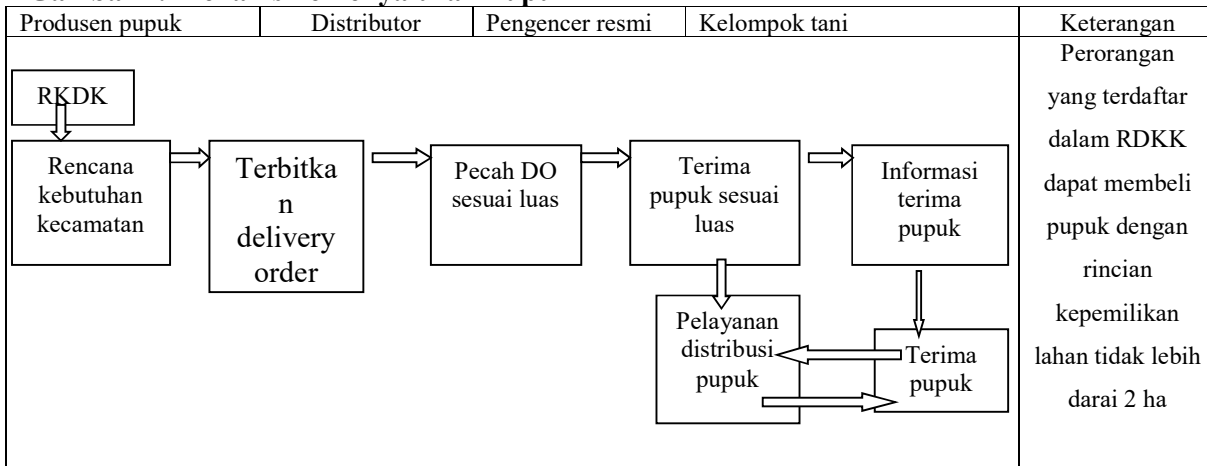 Produsen pupuk
Distributor
Pengencer resmi
Kelompok tani
Keterangan
RKDK
Rencana
kebutuhan
kecamatan
Terbitka
n
delivery
order
Pecah DO
sesuai luas
Terima
pupuk sesuai
luas
Informasi
terima
pupuk
Pelayanan
distribusi
pupuk
Terima
pupuk
Perorangan
yang terdaftar
dalam RDKK
dapat membeli
pupuk dengan
rincian
kepemilikan
lahan tidak lebih
darai 2 ha